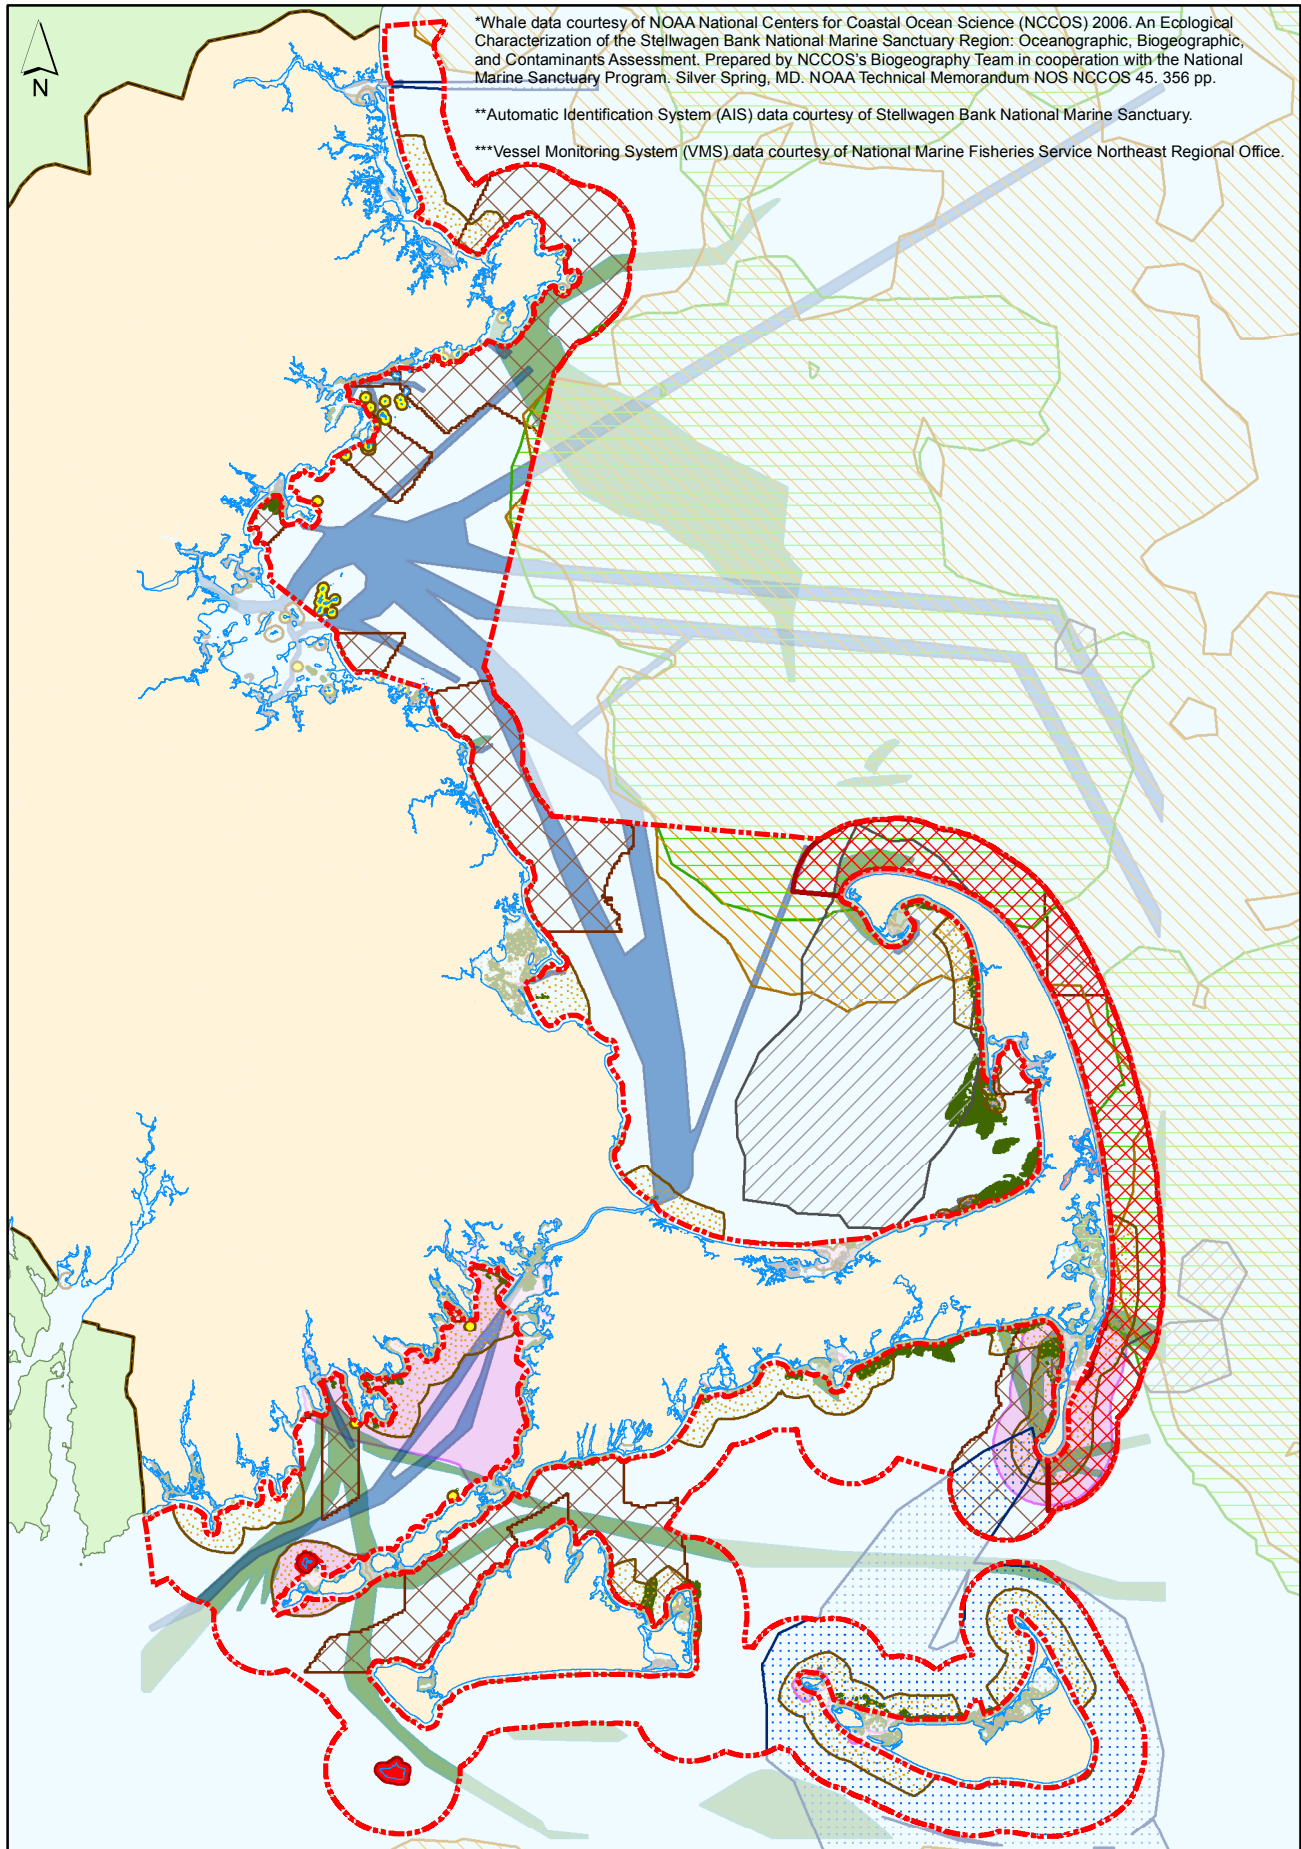 *Whale data courtesy of NOAA National Centers for Coastal Ocean Science (NCCOS) 2006. An Ecological
Characterization of the Stellwagen Bank National Marine Sanctuary Region: Oceanographic, Biogeographic,
and Contaminants Assessment. Prepared by NCCOS's Biogeography Team in cooperation with the National
Marine Sanctuary Program. Silver Spring, MD. NOAA Technical Memorandum NOS NCCOS 45. 356 pp.
N
**Automatic Identification System (AIS) data courtesy of Stellwagen Bank National Marine Sanctuary.
***Vessel Monitoring System (VMS) data courtesy of National Marine Fisheries Service Northeast Regional Office.